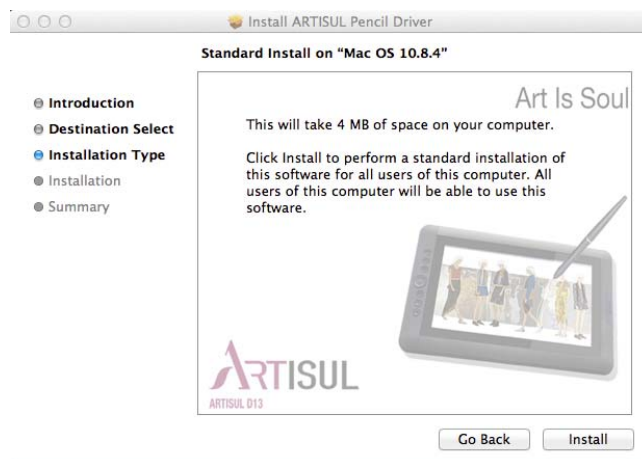 Install ARTISUL Pencil Driver
Standard Install on “Mac OS 10.8.4"
Introduction
Destination Select
Installation Type
Installation
Summary
Art Is Soul
This will take 4 MB of space on your computer.
Click Install to perform a standard installation of
this software for all users of this computer. All
users of this computer will be able to use this
software.
ARTISUL
ARTISUL D13
Go Back
Install